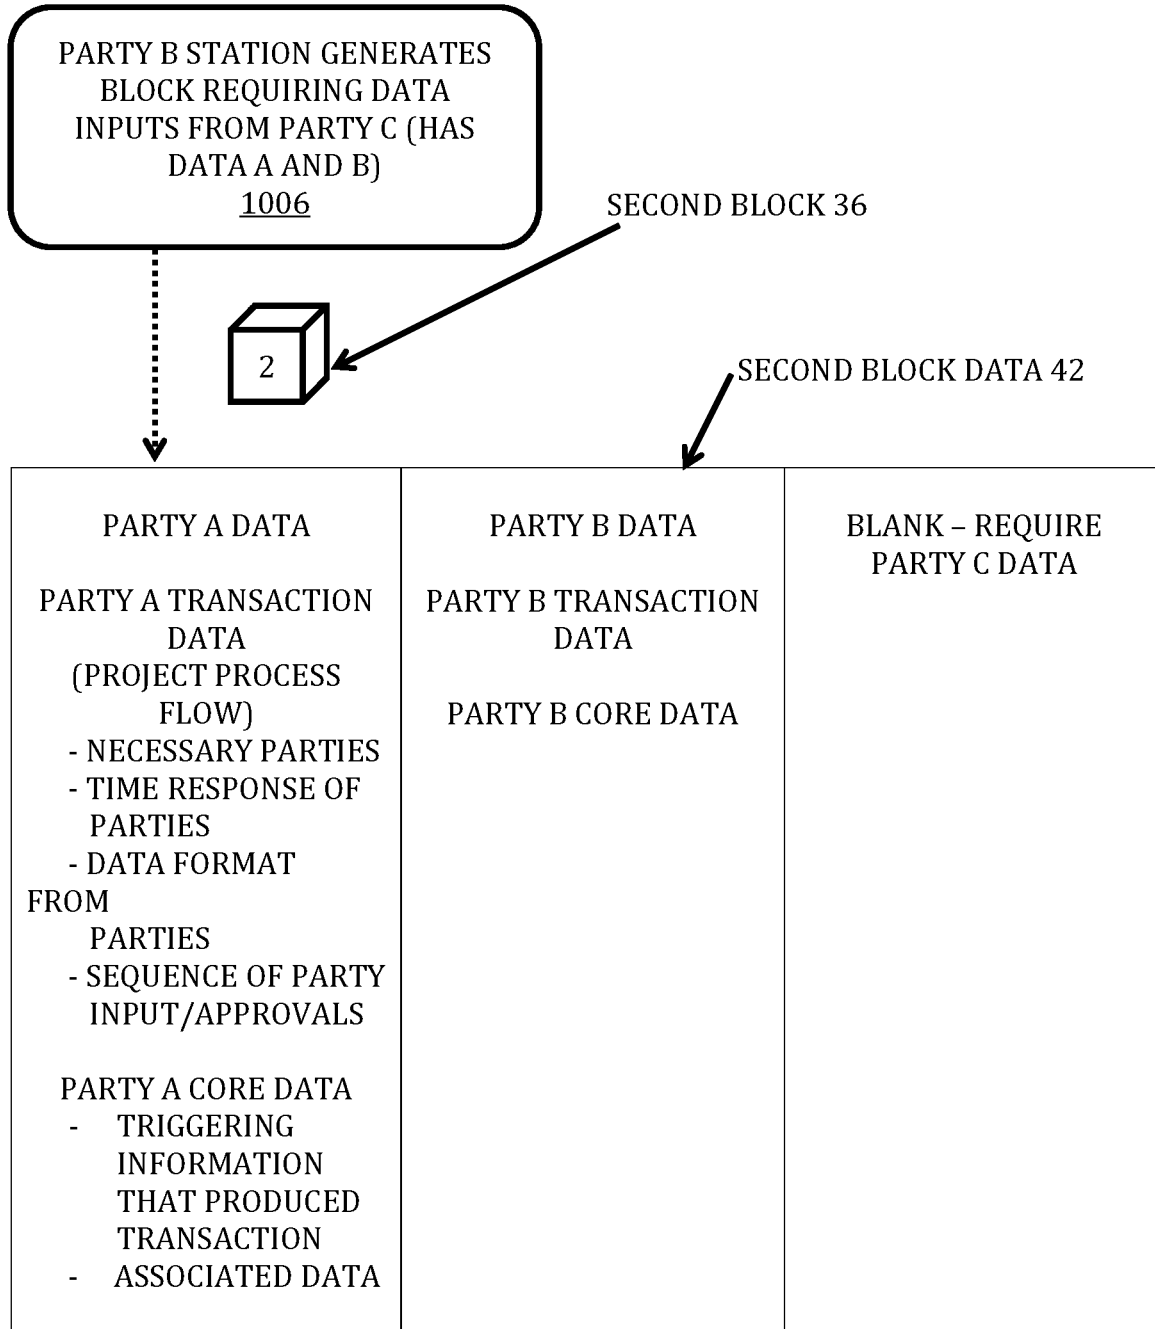 PARTY B STATION GENERATES
BLOCK REQUIRING DATA
INPUTS FROM PARTY C (HAS
DATA A AND B)
1006
SECOND BLOCK 36
2
SECOND BLOCK DATA 42
PARTY A DATA
PARTY A TRANSACTION
DATA
(PROJECT PROCESS
FLOW)
- NECESSARY PARTIES
- TIME RESPONSE OF
PARTIES
- DATA FORMAT
FROM
PARTIES
- SEQUENCE OF PARTY
INPUT/APPROVALS
PARTY A CORE DATA
- TRIGGERING
INFORMATION
THAT PRODUCED
TRANSACTION
- ASSOCIATED DATA
PARTY B DATA
PARTY B TRANSACTION
DATA
PARTY B CORE DATA
BLANK – REQUIRE
PARTY C DATA